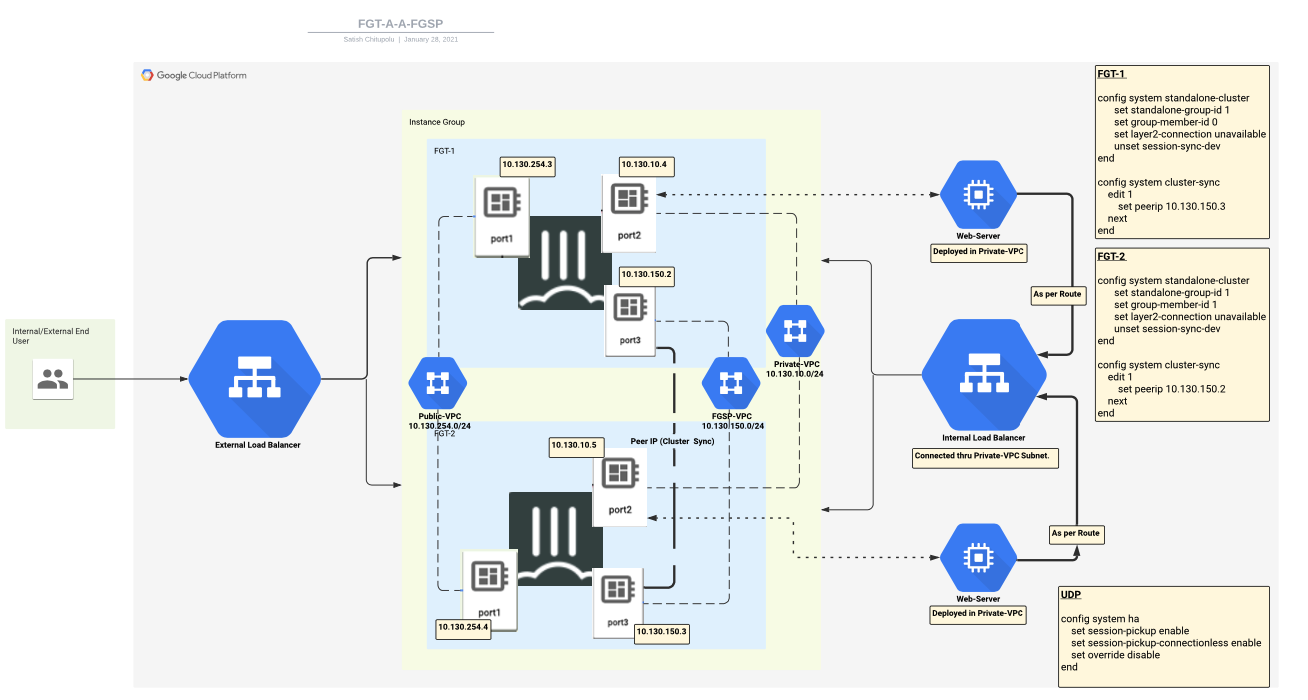 FGT-A-A-FGSP
Satish Chitupolu | January 28, 2021
Google Cloud Platform
Internal/External End
User
External Load Balancer
Instance Group
FGT-1
10.130.254.3
port1
10.130.10.4
port2
10.130.150.2
port3
Public-VPC
10.130.254.0/24
FGSP-VPC
10.130.150.0/24
Private-VPC
10.130.10.0/24
FGT-2
Peer IP (Cluster Sync)
10.130.10.5
port2
port1
10.130.254.4
port3
10.130.150.3
Web-Server
Deployed in Private-VPC
As per Route
Internal Load Balancer
Connected thru Private-VPC Subnet.
As per Route
Web-Server
Deployed in Private-VPC
FGT-1
config system standalone-cluster
set standalone-group-id 1
set group-member-id 0
set layer2-connection unavailable
unset session-sync-dev
end
config system cluster-sync
edit 1
set peerip 10.130.150.3
next
end
FGT-2
config system standalone-cluster
set standalone-group-id 1
set group-member-id 1
set layer2-connection unavailable
unset session-sync-dev
end
config system cluster-sync
edit 1
set peerip 10.130.150.2
next
end
UDP
config system ha
set session-pickup enable
set session-pickup-connectionless enable
set override disable
end